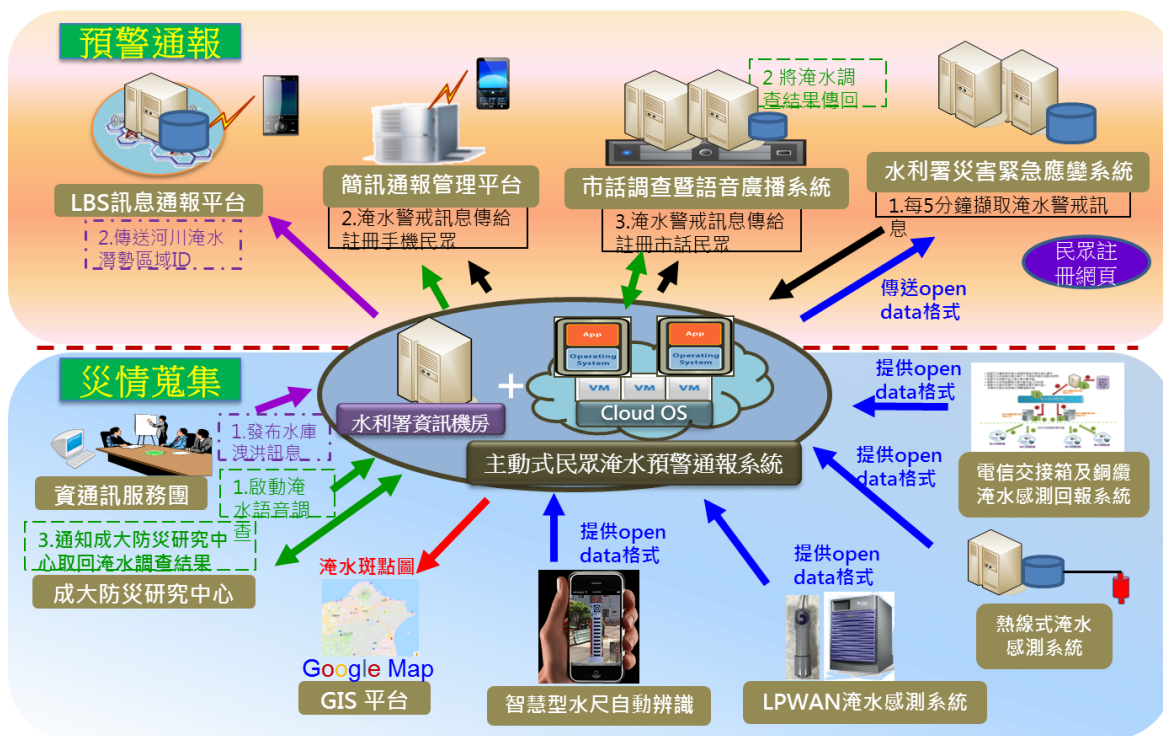 預警通報
2 將淹水調
查結果傳回
LBS訊息通報平台
簡訊通報管理平台
市話調查暨語音廣播系統
水利署災害緊急應變系統
2.傳送河川淹水
潛勢區域ID
2.淹水警戒訊息傳給
註冊手機民眾
3.淹水警戒訊息傳給
註冊市話民眾
1.每5分鐘擷取淹水警戒訊
息
民眾註
冊網頁
傳送open
data格式
App
Operating
System
App
Operating
System
VM
VM
VM
Cloud OS
+
水利署資訊機房
主動式民眾淹水預警通報系統
災情蒐集
1.發布水庫
洩洪訊息
資通訊服務團
1.啟動淹
水語音調
查
3.通知成大防災研究中
心取回淹水調查結果
成大防災研究中心
淹水斑點圖
Google Map
GIS 平台
提供open
data格式
智慧型水尺自動辨識
提供open
data格式
LPWAN淹水感測系統
提供open
data格式
提供open
data格式
電信交接箱及銅纜
淹水感測回報系統
熱線式淹水
感測系統